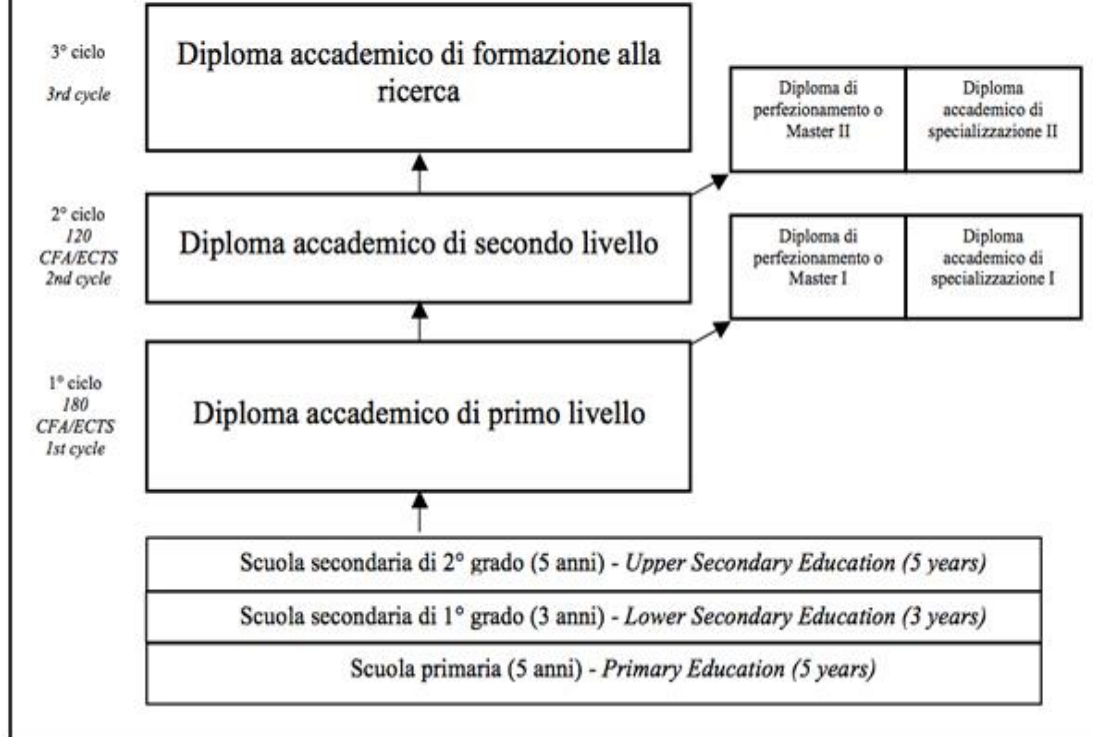 3° ciclo
3rd cycle
Diploma accademico di formazione alla
ricerca
Diploma di
perfezionamento o
Master II
Diploma
accademico di
specializzazione II
2° ciclo
120
CFA/ECTS
2nd cycle
Diploma accademico di secondo livello
Diploma di
perfezionamento o
Master I
Diploma
accademico di
specializzazione I
1° ciclo
180
CFA/ECTS
1st cycle
Diploma accademico di primo livello
Scuola secondaria di 2° grado (5 anni) - Upper Secondary Education (5 years)
Scuola secondaria di 1° grado (3 anni) - Lower Secondary Education (3 years)
Scuola primaria (5 anni) - Primary Education (5 years)